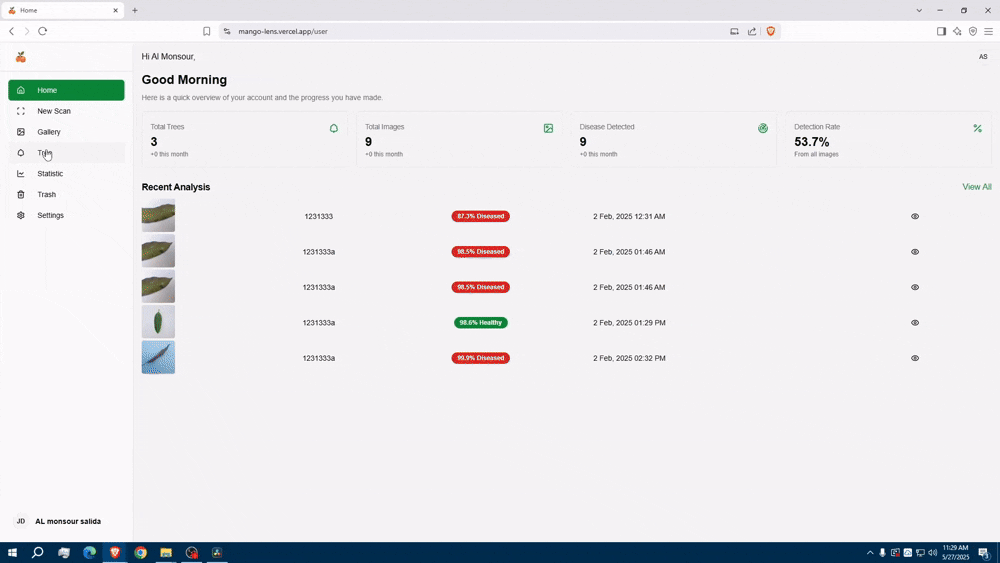 Home
mango-lens.vercel.app/user
Hi Al Monsour,
AS
Home
New Scan
Gallery
Statistic
Trash
Settings
JD AL monsour salida
Good Morning
Here is a quick overview of your account and the progress you have made.
Total Trees
3
+0 this month
Total Images
9
+0 this month
Disease Detected
9
+0 this month
Detection Rate
53.7%
From all images
Recent Analysis View All
1231333 87.3% Diseased 2 Feb, 2025 12:31 AM
1231333a 98.5% Diseased 2 Feb, 2025 01:46 AM
1231333a 98.5% Diseased 2 Feb, 2025 01:46 AM
1231333a 98.6% Healthy 2 Feb, 2025 01:29 PM
1231333a 99.9% Diseased 2 Feb, 2025 02:32 PM
11:29 AM
5/27/2025